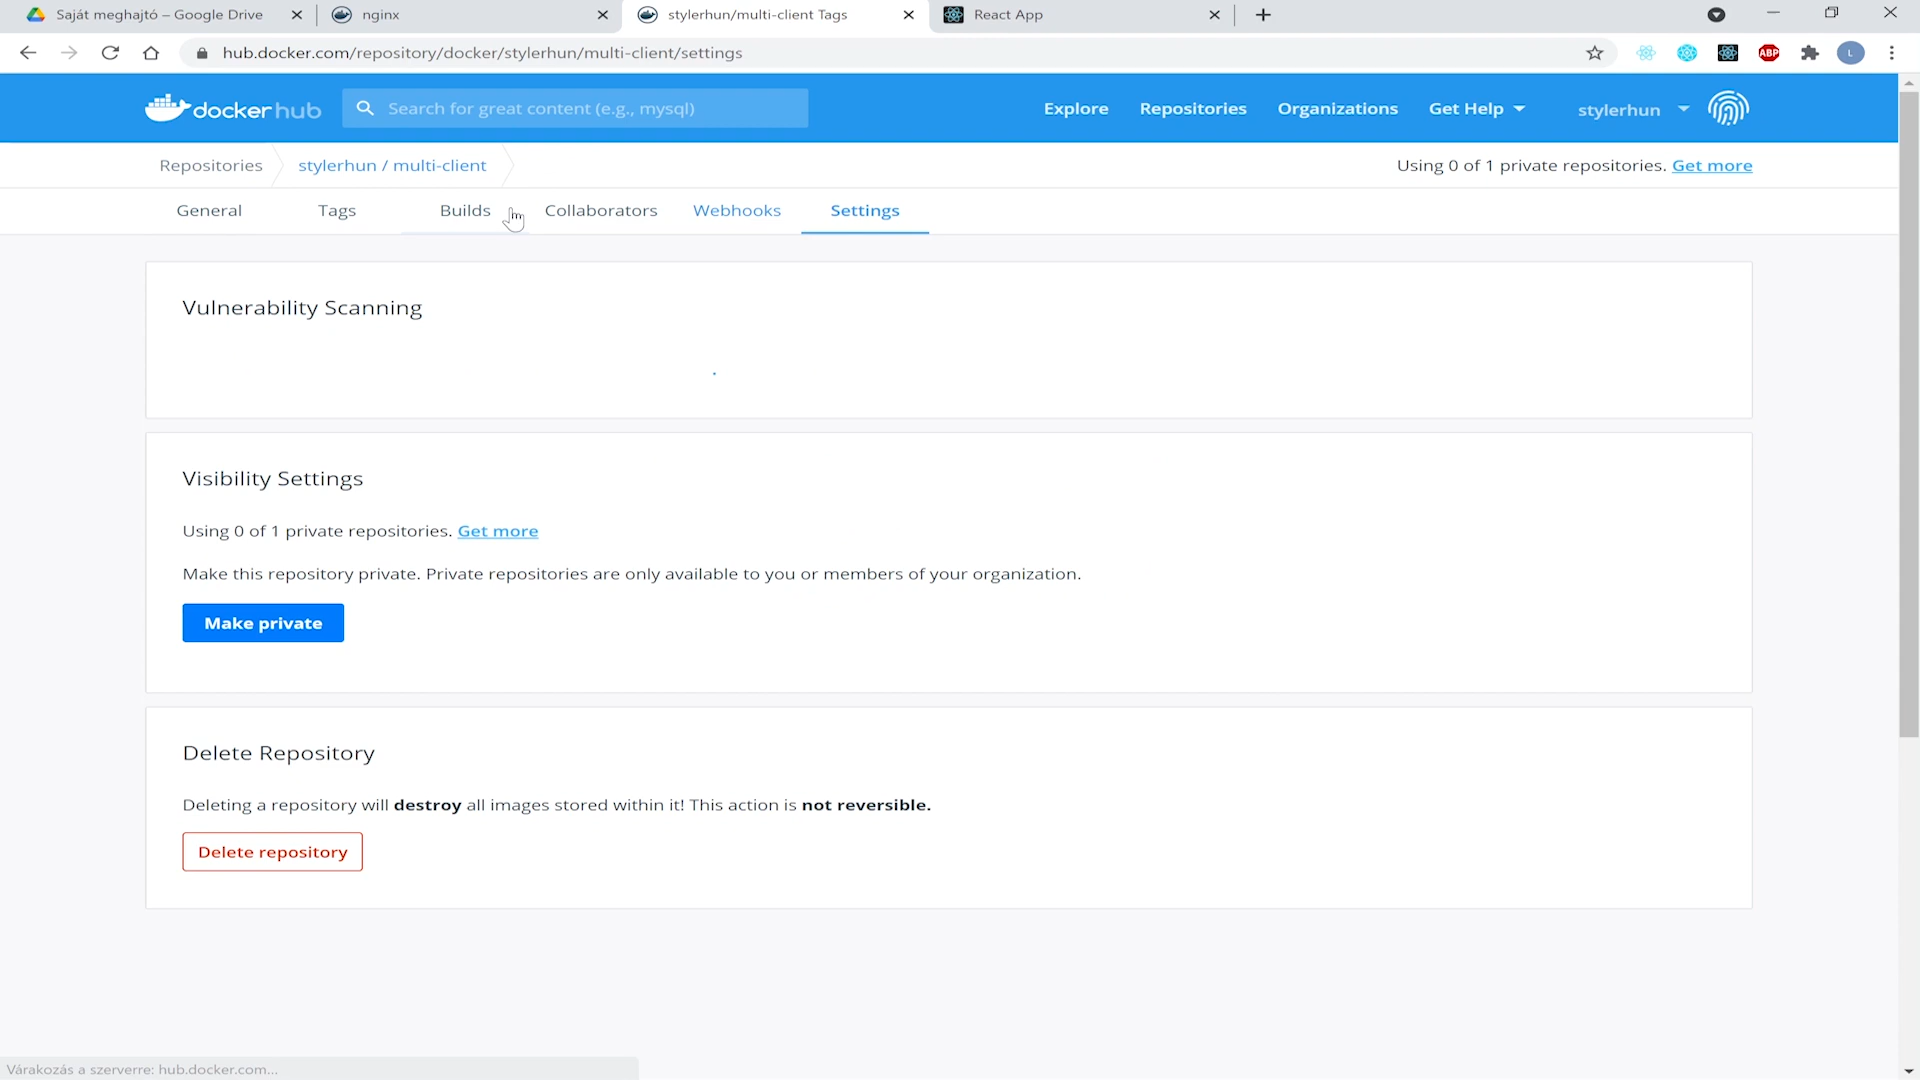 Saját meghajtó – Google Drive
nginx
stylerhun/multi-client Tags
React App
hub.docker.com/repository/docker/stylerhun/multi-client/settings
ABP
L
docker hub
Search for great content (e.g., mysql)
Explore
Repositories
Organizations
Get Help
stylerhun
Repositories
stylerhun / multi-client
Using 0 of 1 private repositories. Get more
General
Tags
Builds
Collaborators
Webhooks
Settings
Vulnerability Scanning
Visibility Settings
Using 0 of 1 private repositories. Get more
Make this repository private. Private repositories are only available to you or members of your organization.
Make private
Delete Repository
Deleting a repository will destroy all images stored within it! This action is not reversible.
Delete repository
Várakozás a szerverre: hub.docker.com...